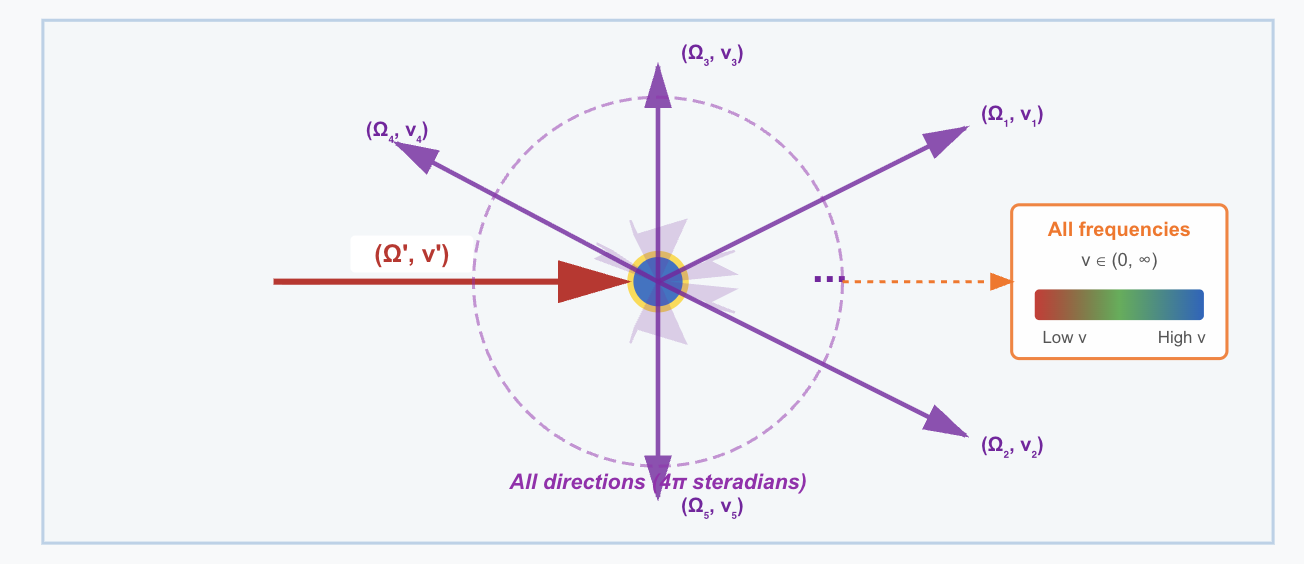 (Ω₃, ν₃)
(Ω₁, ν₁)
(Ω₄, ν₄)
(Ω', ν')
All frequencies
ν ∈ (0, ∞)
...
Low ν
High ν
(Ω₂, ν₂)
All directions (4π steradians)
(Ω₅, ν₅)